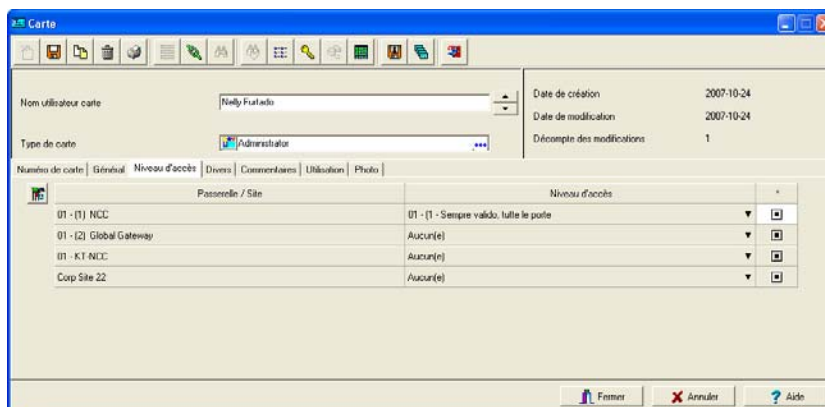 Carte
Nom utilisateur carte Nelly Furtado
Type de carte Administrator
Date de création 2007-10-24
Date de modification 2007-10-24
Décompte des modifications 1
Numéro de carte Général Niveau d'accès Divers Commentaires Utilisation Photo
Passerelle / Site Niveau d'accès *
01 - (1) NCC 01 - (1 - Sempre valido, tutte le porte
01 - (2) Global Gateway Aucun(e)
01 - KT-NCC Aucun(e)
Corp Site 22 Aucun(e)
Fermer Annuler ? Aide